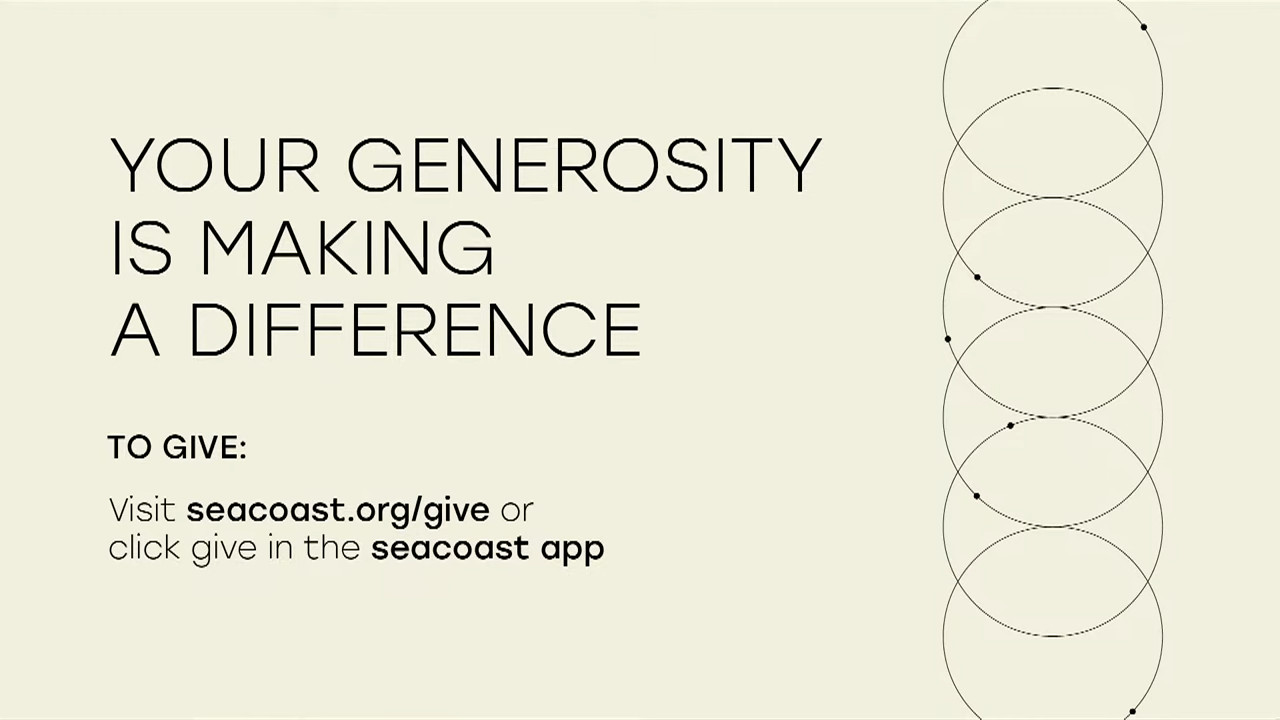 YOUR GENEROSITY
IS MAKING
A DIFFERENCE
TO GIVE:
Visit seacoast.org/give or
click give in the seacoast app